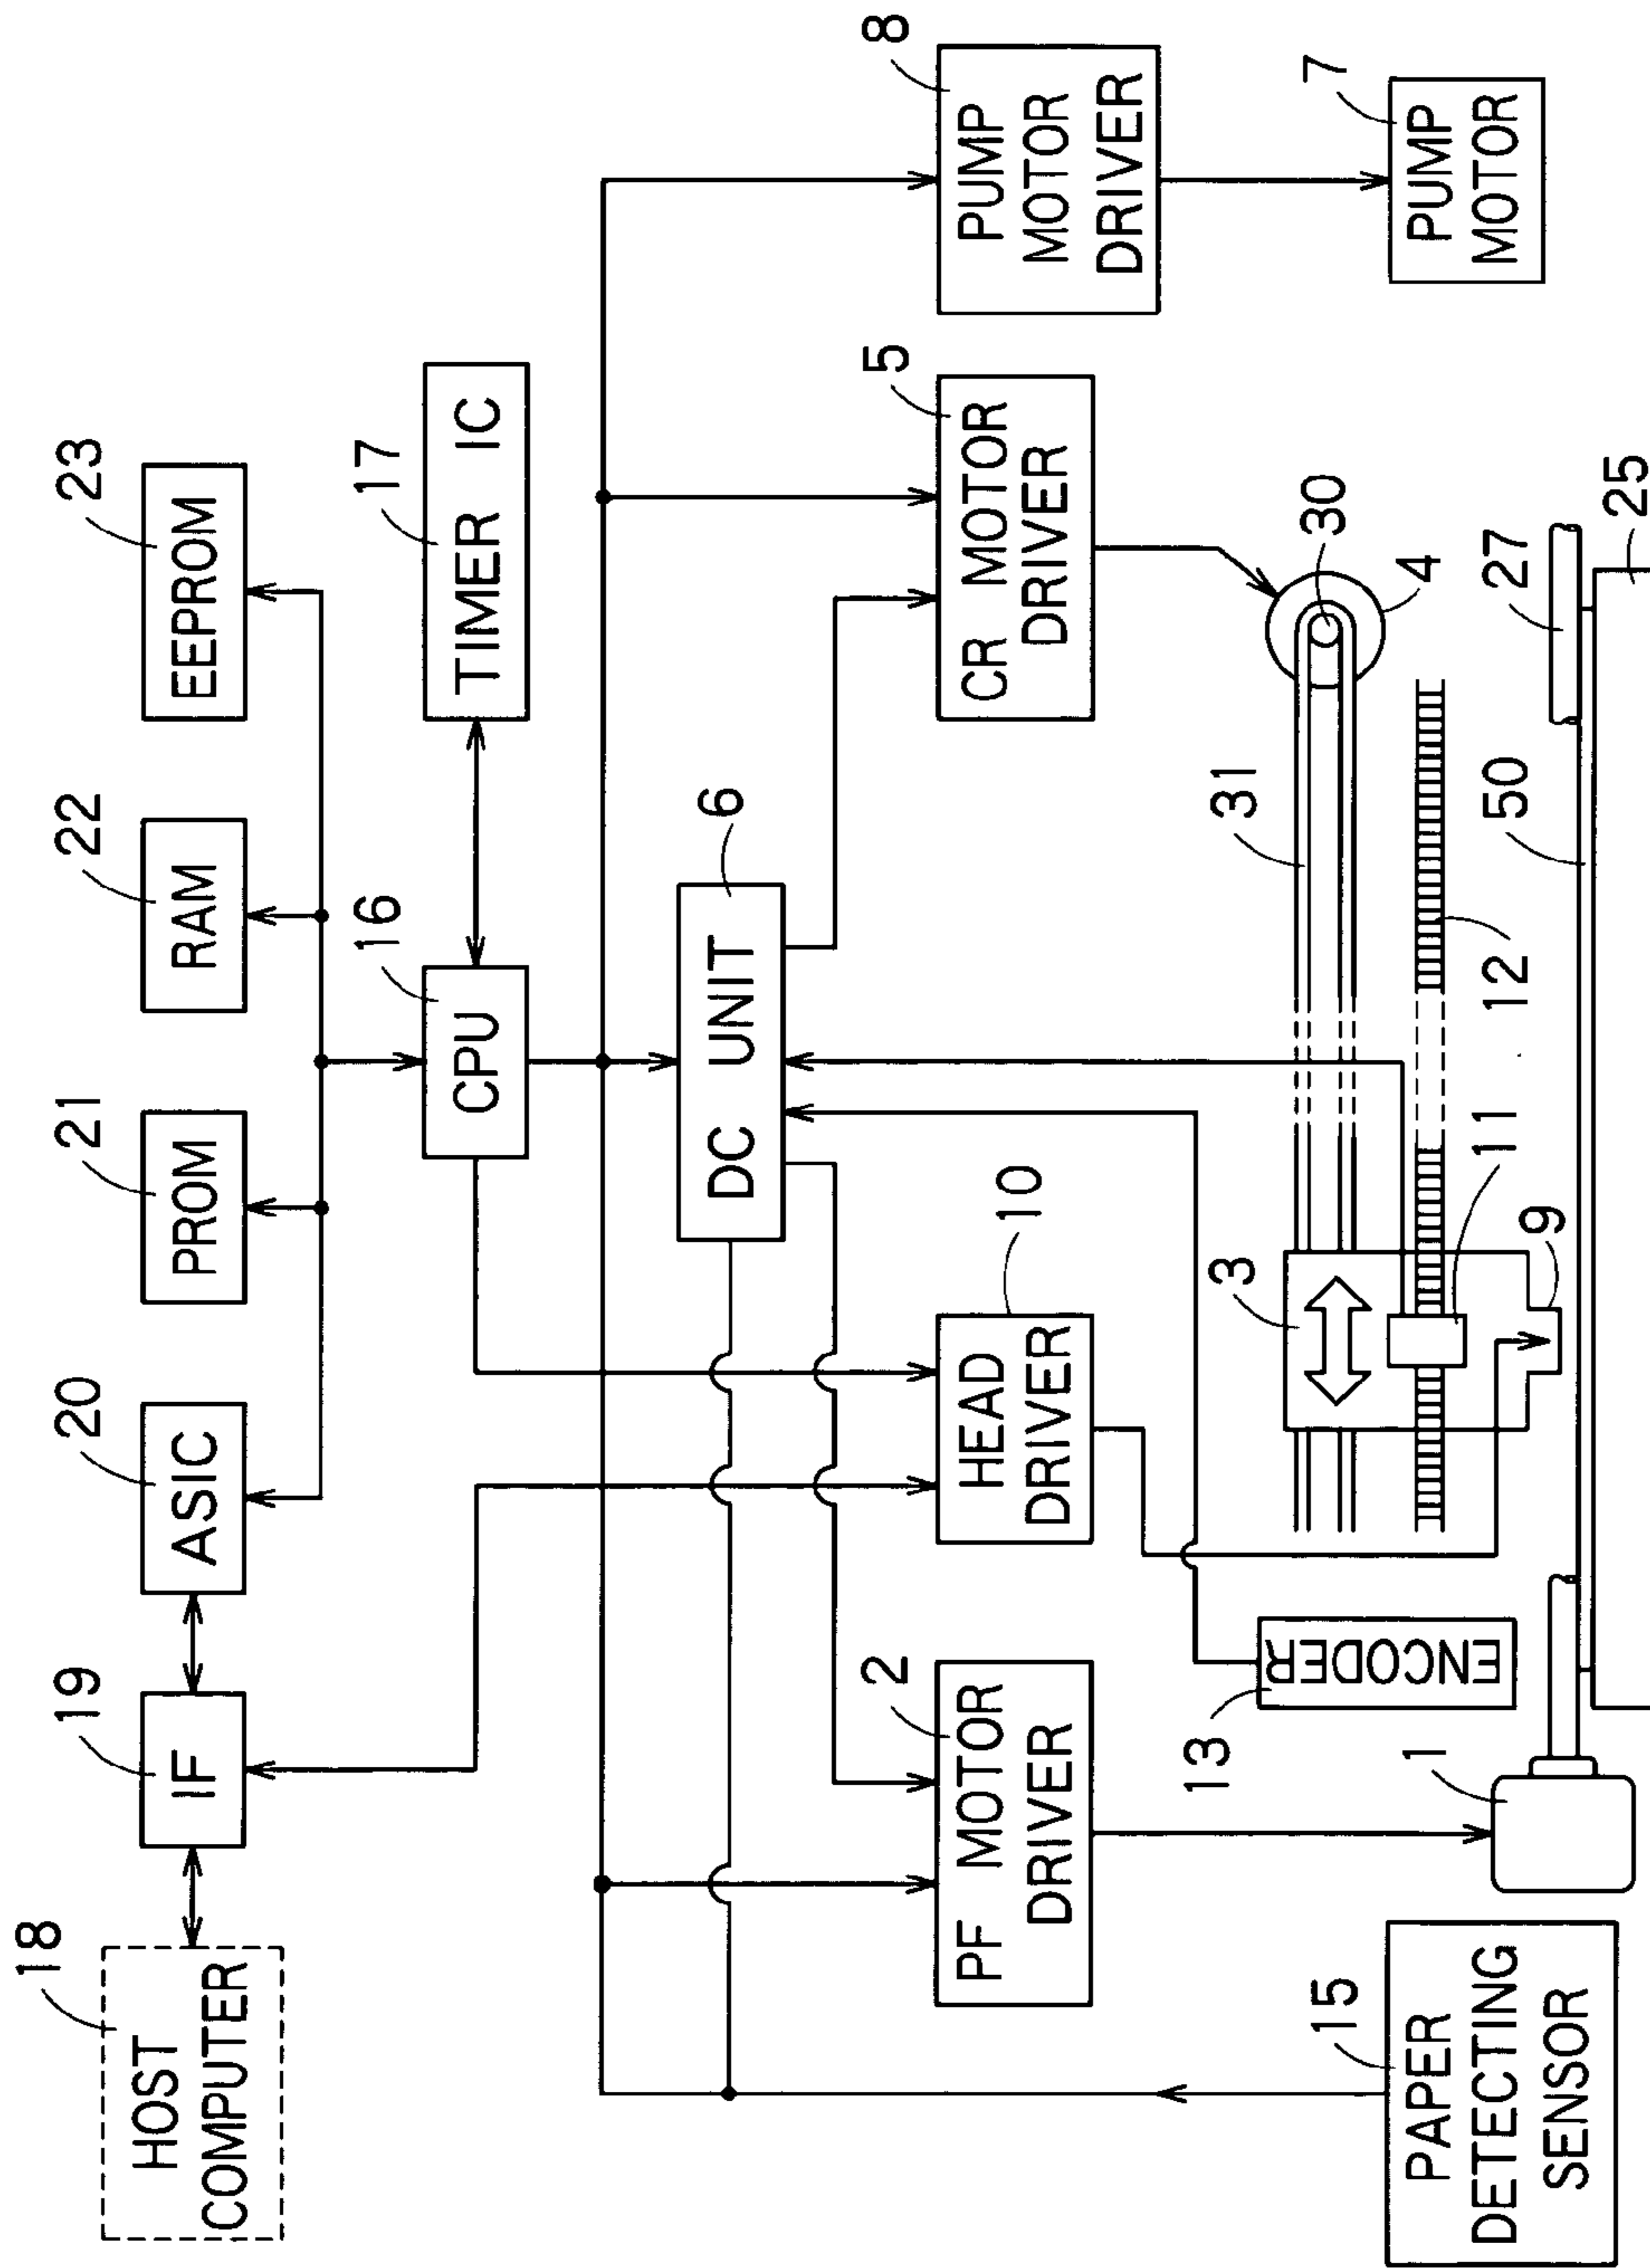 18
HOST
COMPUTER
19
IF
20
ASIC
21
PROM
22
RAM
23
EEPROM
16
CPU
17
TIMER IC
6
DC UNIT
2
PF MOTOR
DRIVER
10
HEAD
DRIVER
5
CR MOTOR
DRIVER
8
PUMP
MOTOR
DRIVER
7
PUMP
MOTOR
15
PAPER
DETECTING
SENSOR
13
ENCODER
1
3
31
30
4
11
12
9
50
27
25